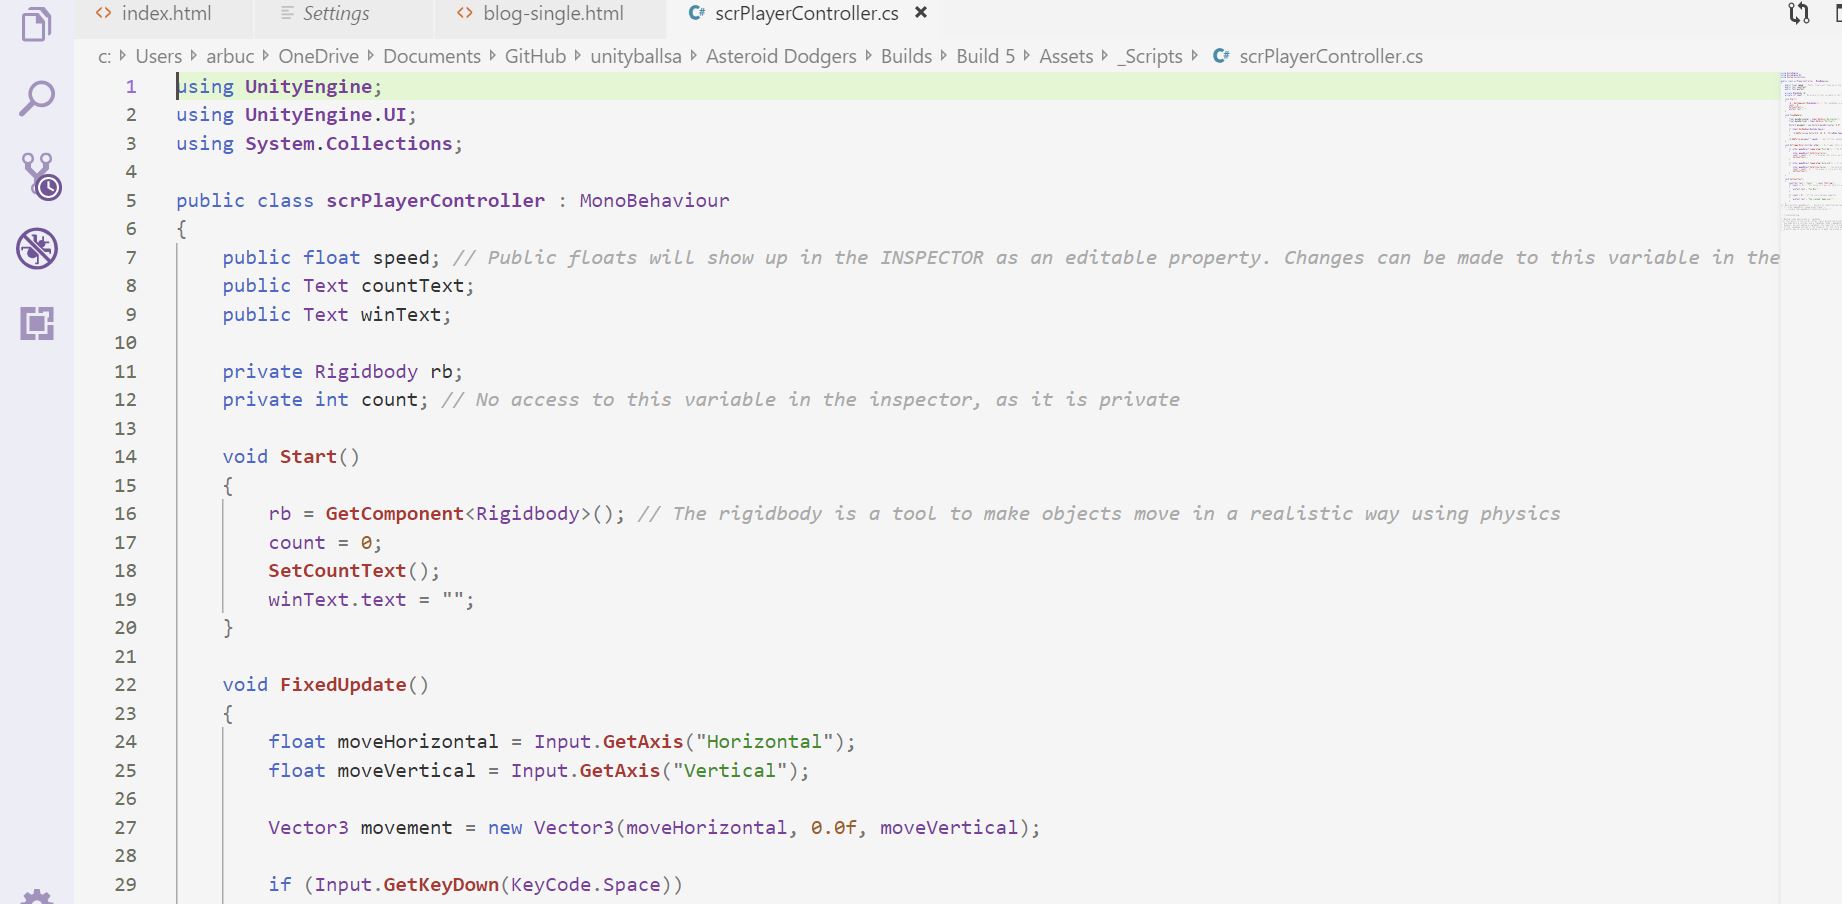 index.html Settings blog-single.html scrPlayerController.cs
c: Users arbuc OneDrive Documents GitHub unityballsa Asteroid Dodgers Builds Build 5 Assets _Scripts scrPlayerController.cs
1 using UnityEngine;
2 using UnityEngine.UI;
3 using System.Collections;
4
5 public class scrPlayerController : MonoBehaviour
6 {
7 public float speed; // Public floats will show up in the INSPECTOR as an editable property. Changes can be made to this variable in the
8 public Text countText;
9 public Text winText;
10
11 private Rigidbody rb;
12 private int count; // No access to this variable in the inspector, as it is private
13
14 void Start()
15 {
16 rb = GetComponent<Rigidbody>(); // The rigidbody is a tool to make objects move in a realistic way using physics
17 count = 0;
18 SetCountText();
19 winText.text = "";
20 }
21
22 void FixedUpdate()
23 {
24 float moveHorizontal = Input.GetAxis("Horizontal");
25 float moveVertical = Input.GetAxis("Vertical");
26
27 Vector3 movement = new Vector3(moveHorizontal, 0.0f, moveVertical);
28
29 if (Input.GetKeyDown(KeyCode.Space))